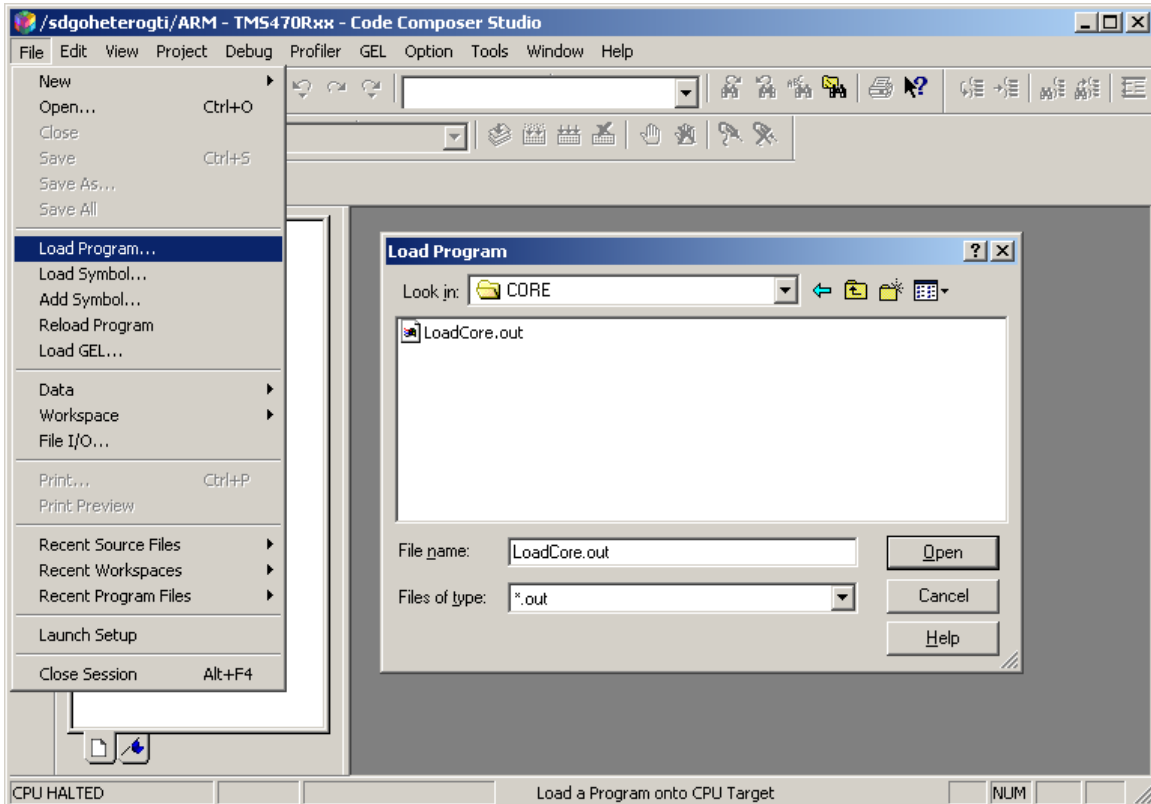 /sdgoheterogti/ARM - TMS470Rxx - Code Composer Studio
File Edit View Project Debug Profiler GEL Option Tools Window Help
New
Open... Ctrl+O
Close
Save Ctrl+S
Save As...
Save All
Load Program...
Load Symbol...
Add Symbol...
Reload Program
Load GEL...
Data
Workspace
File I/O...
Print... Ctrl+P
Print Preview
Recent Source Files
Recent Workspaces
Recent Program Files
Launch Setup
Close Session Alt+F4
Load Program
Look in: CORE
LoadCore.out
File name: LoadCore.out Open
Files of type: *.out Cancel
Help
CPU HALTED Load a Program onto CPU Target NUM